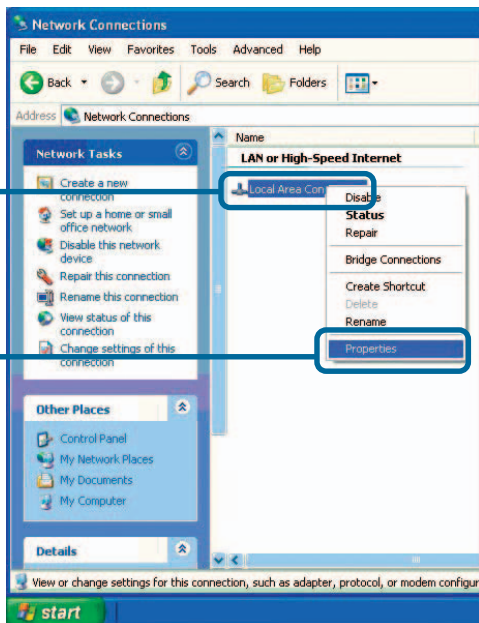 Network Connections
File Edit View Favorites Tools Advanced Help
Back Search Folders
Address Network Connections
Network Tasks
Create a new
connection
Set up a home or small
office network
Disable this network
device
Repair this connection
Rename this connection
View status of this
connection
Change settings of this
connection
Other Places
Control Panel
My Network Places
My Documents
My Computer
Details
Name
LAN or High-Speed Internet
Local Area Con
Disable
Status
Repair
Bridge Connections
Create Shortcut
Delete
Rename
Properties
View or change settings for this connection, such as adapter, protocol, or modem configur
start